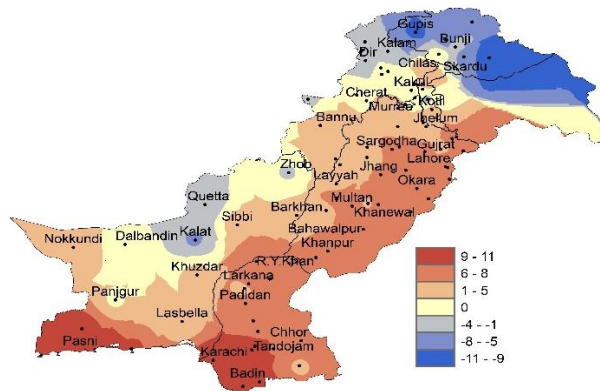 Gupis
Kalam
Bunji
Dir
Chilas
Skardu
Kakul
Cherat
Murree
Kotli
Bannu
Jhelum
Sargodha
Gujrat
Zhob
Layyah
Jhang
Lahore
Okara
Quetta
Barkhan
Multan
Khanewal
Nokkundi
Dalbandin
Kalat
Sibbi
Bahawalpur
Khanpur
R.Y.Khan
Khuzdar
Larkana
Panjgur
Padidan
Lasbella
Pasni
Chhor
Karachi
Tandojam
Badin
9 - 11
6 - 8
1 - 5
0
-4 - -1
-8 - -5
-11 - -9